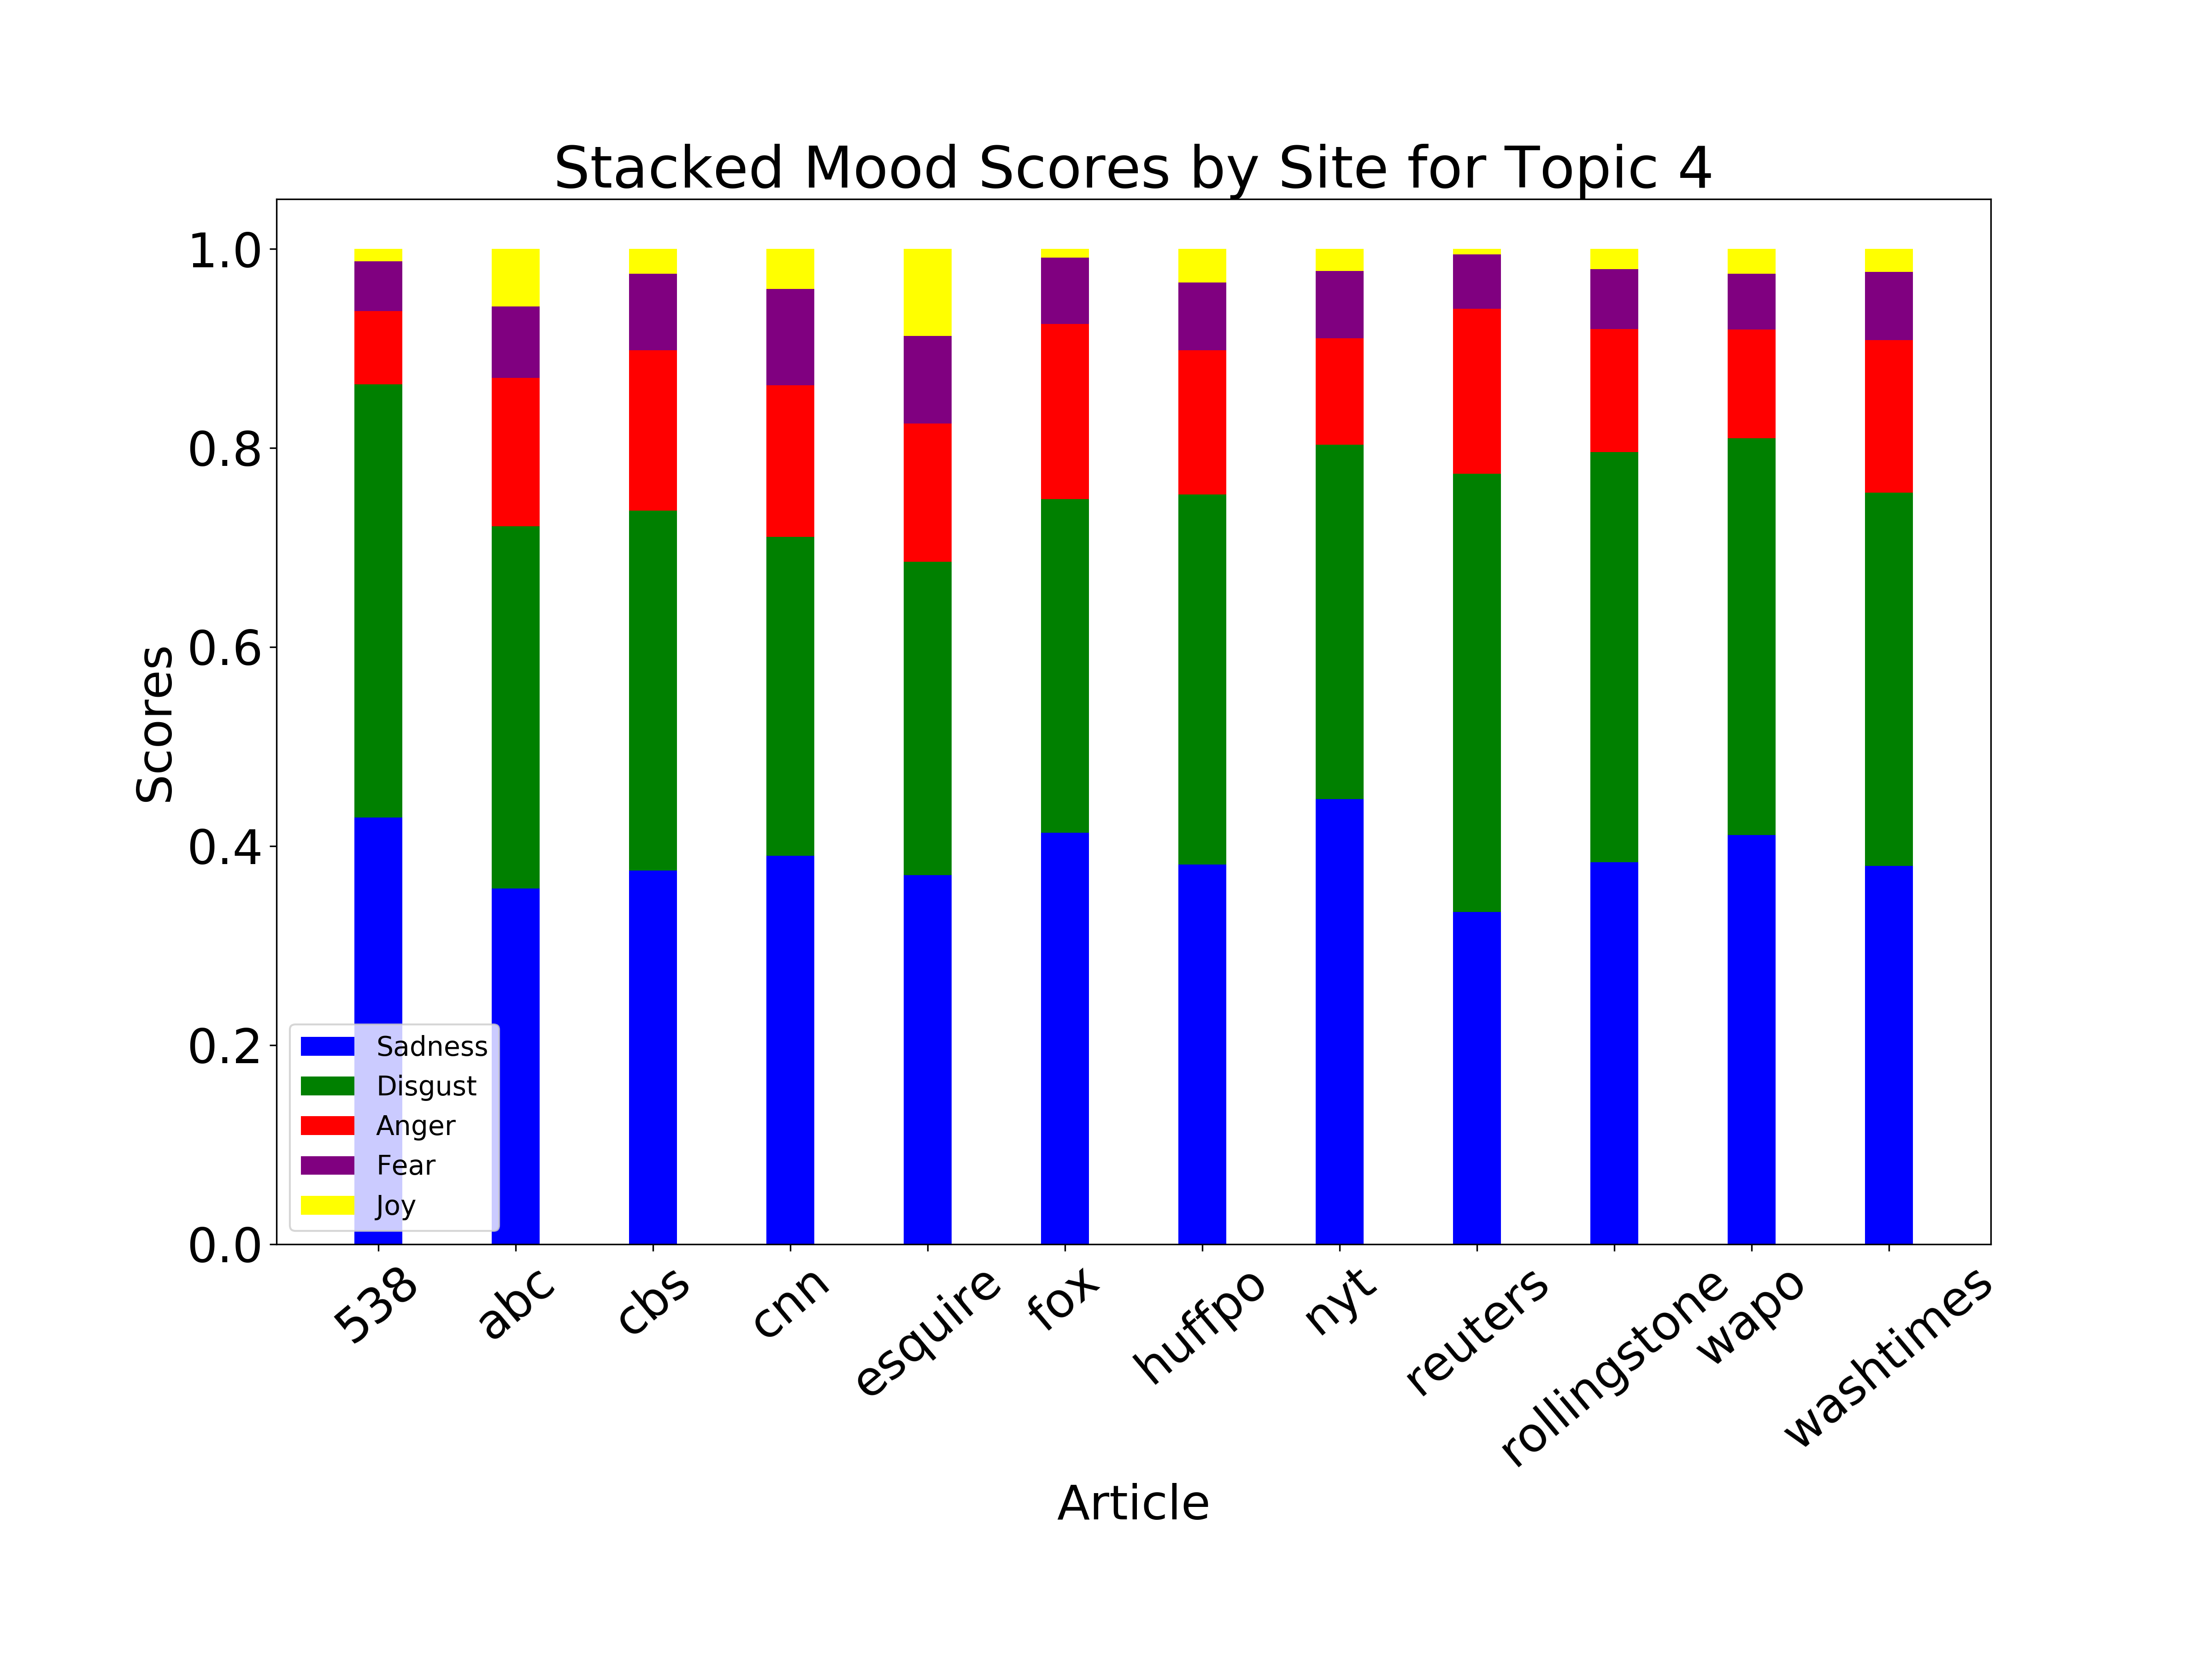 Stacked Mood Scores by Site for Topic 4
Scores
1.0
0.8
0.6
0.4
0.2
0.0
Sadness
Disgust
Anger
Fear
Joy
538
abc
cbs
cnn
esquire
fox
huffpo
nyt
reuters
rollingstone
wapo
washtimes
Article